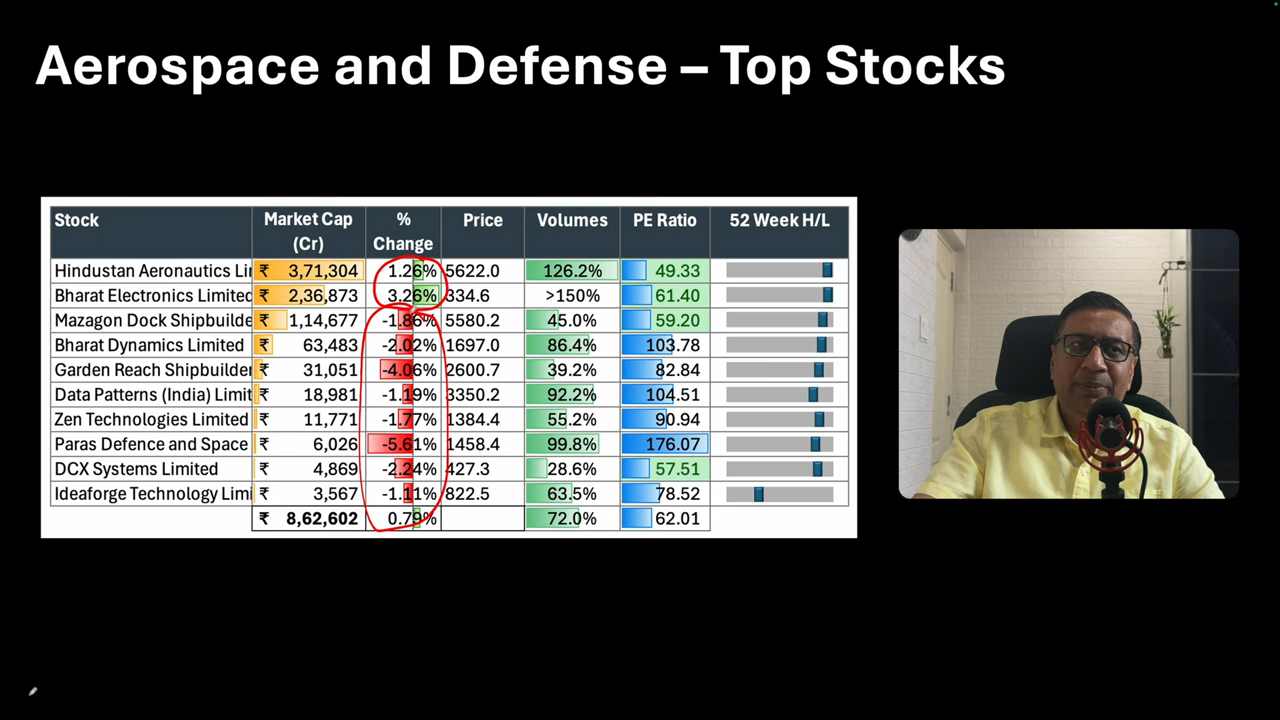 Aerospace and Defense – Top Stocks
Stock Market Cap (Cr) % Change Price Volumes PE Ratio 52 Week H/L
Hindustan Aeronautics Li ₹ 3,71,304 1.26% 5622.0 126.2% 49.33
Bharat Electronics Limited ₹ 2,36,873 3.26% 334.6 >150% 61.40
Mazagon Dock Shipbuilde ₹ 1,14,677 -1.86% 5580.2 45.0% 59.20
Bharat Dynamics Limited ₹ 63,483 -2.02% 1697.0 86.4% 103.78
Garden Reach Shipbuilder ₹ 31,051 -4.06% 2600.7 39.2% 82.84
Data Patterns (India) Limit ₹ 18,981 -1.19% 3350.2 92.2% 104.51
Zen Technologies Limited ₹ 11,771 -1.77% 1384.4 55.2% 90.94
Paras Defence and Space ₹ 6,026 -5.61% 1458.4 99.8% 176.07
DCX Systems Limited ₹ 4,869 -2.24% 427.3 28.6% 57.51
Ideaforge Technology Limi ₹ 3,567 -1.11% 822.5 63.5% 78.52
₹ 8,62,602 0.79% 72.0% 62.01